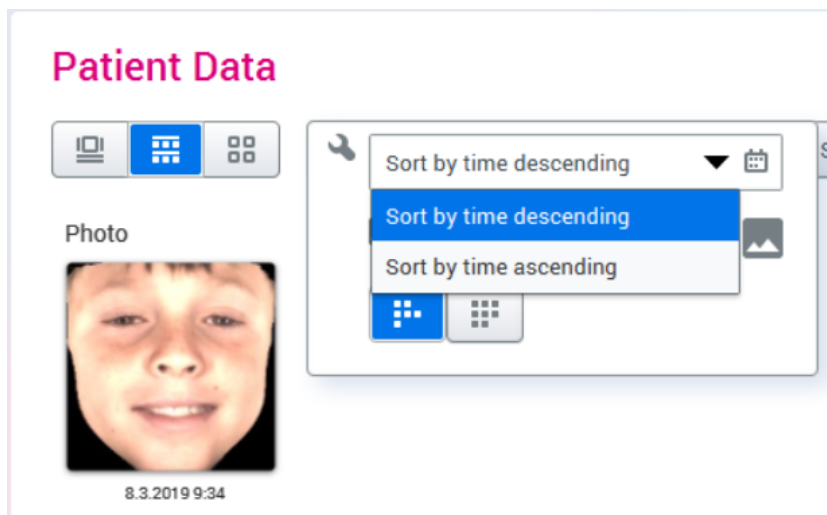 Patient Data
Sort by time descending
Sort by time descending
Sort by time ascending
Photo
8.3.2019 9:34